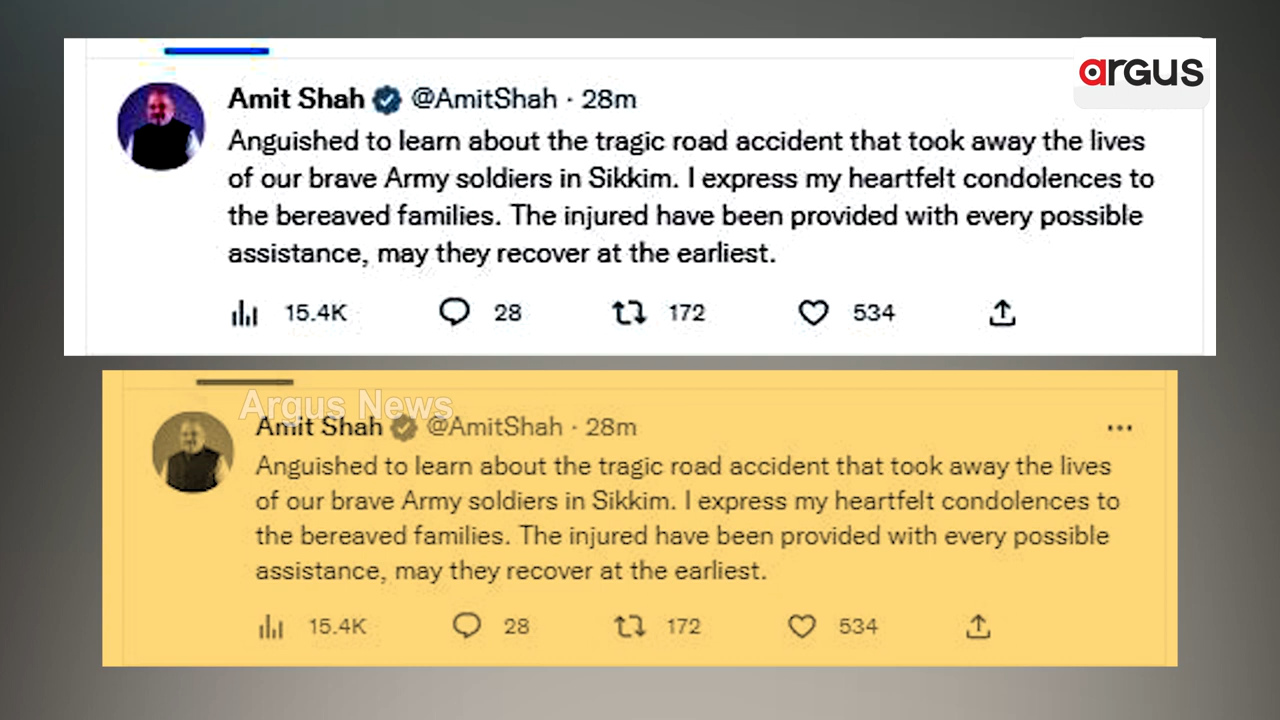 argus
Amit Shah @AmitShah · 28m
Anguished to learn about the tragic road accident that took away the lives
of our brave Army soldiers in Sikkim. I express my heartfelt condolences to
the bereaved families. The injured have been provided with every possible
assistance, may they recover at the earliest.
15.4K 28 172 534
Argus News
Amit Shah @AmitShah · 28m ...
Anguished to learn about the tragic road accident that took away the lives
of our brave Army soldiers in Sikkim. I express my heartfelt condolences to
the bereaved families. The injured have been provided with every possible
assistance, may they recover at the earliest.
15.4K 28 172 534